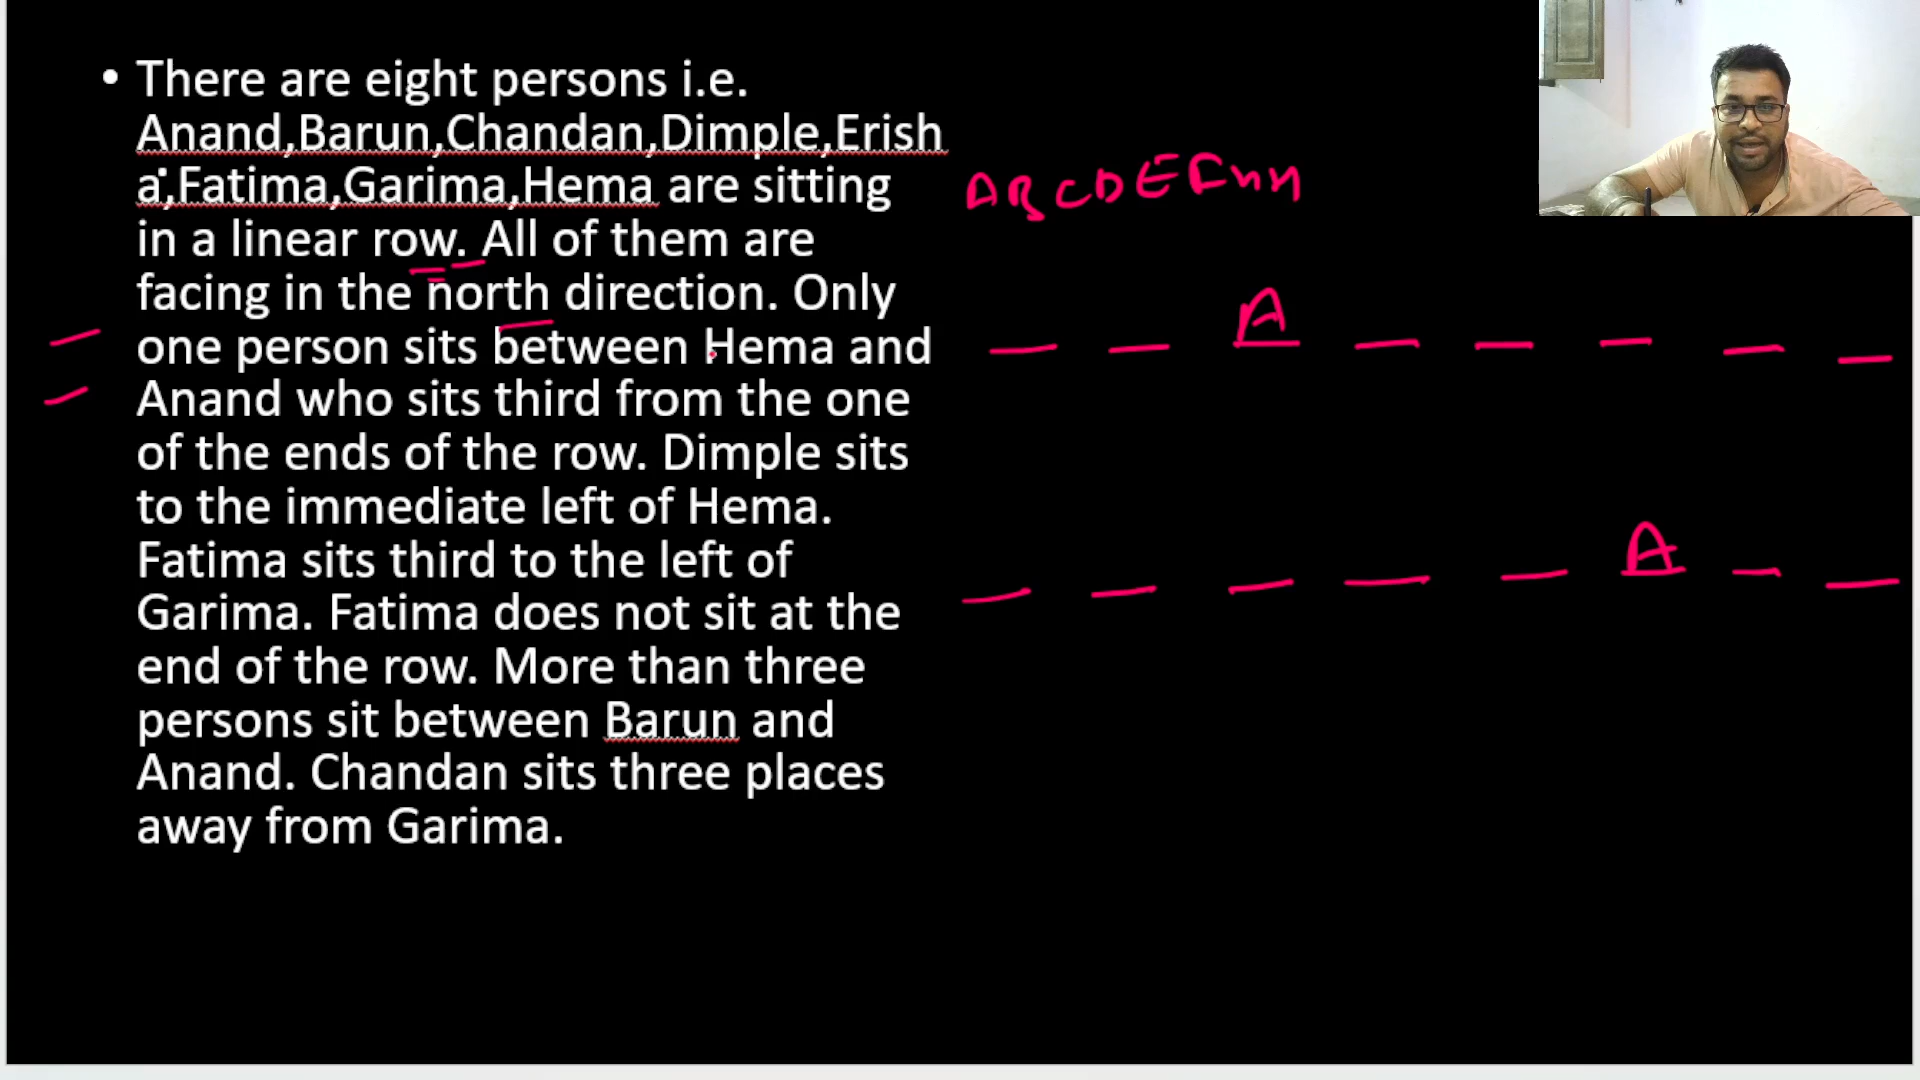 • There are eight persons i.e.
Anand,Barun,Chandan,Dimple,Erish
a,Fatima,Garima,Hema are sitting
in a linear row. All of them are
facing in the north direction. Only
one person sits between Hema and
Anand who sits third from the one
of the ends of the row. Dimple sits
to the immediate left of Hema.
Fatima sits third to the left of
Garima. Fatima does not sit at the
end of the row. More than three
persons sit between Barun and
Anand. Chandan sits three places
away from Garima.
A B C D E F
A
A